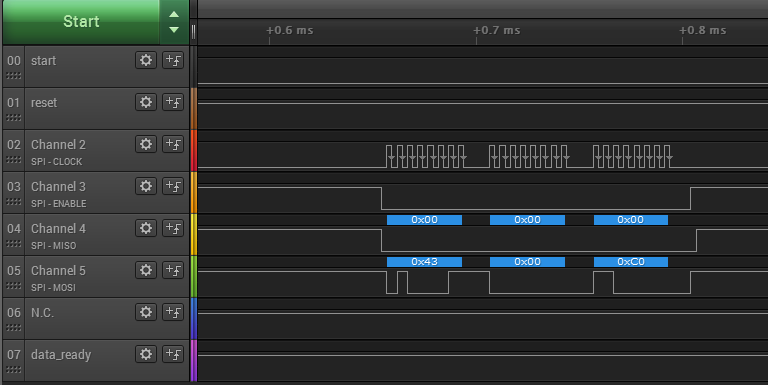 Start
+0.6 ms
+0.7 ms
+0.8 ms
00 start
01 reset
02 Channel 2
SPI - CLOCK
03 Channel 3
SPI - ENABLE
0x00 0x00 0x00
04 Channel 4
SPI - MISO
0x43 0x00 0xC0
05 Channel 5
SPI - MOSI
06 N.C.
07 data_ready